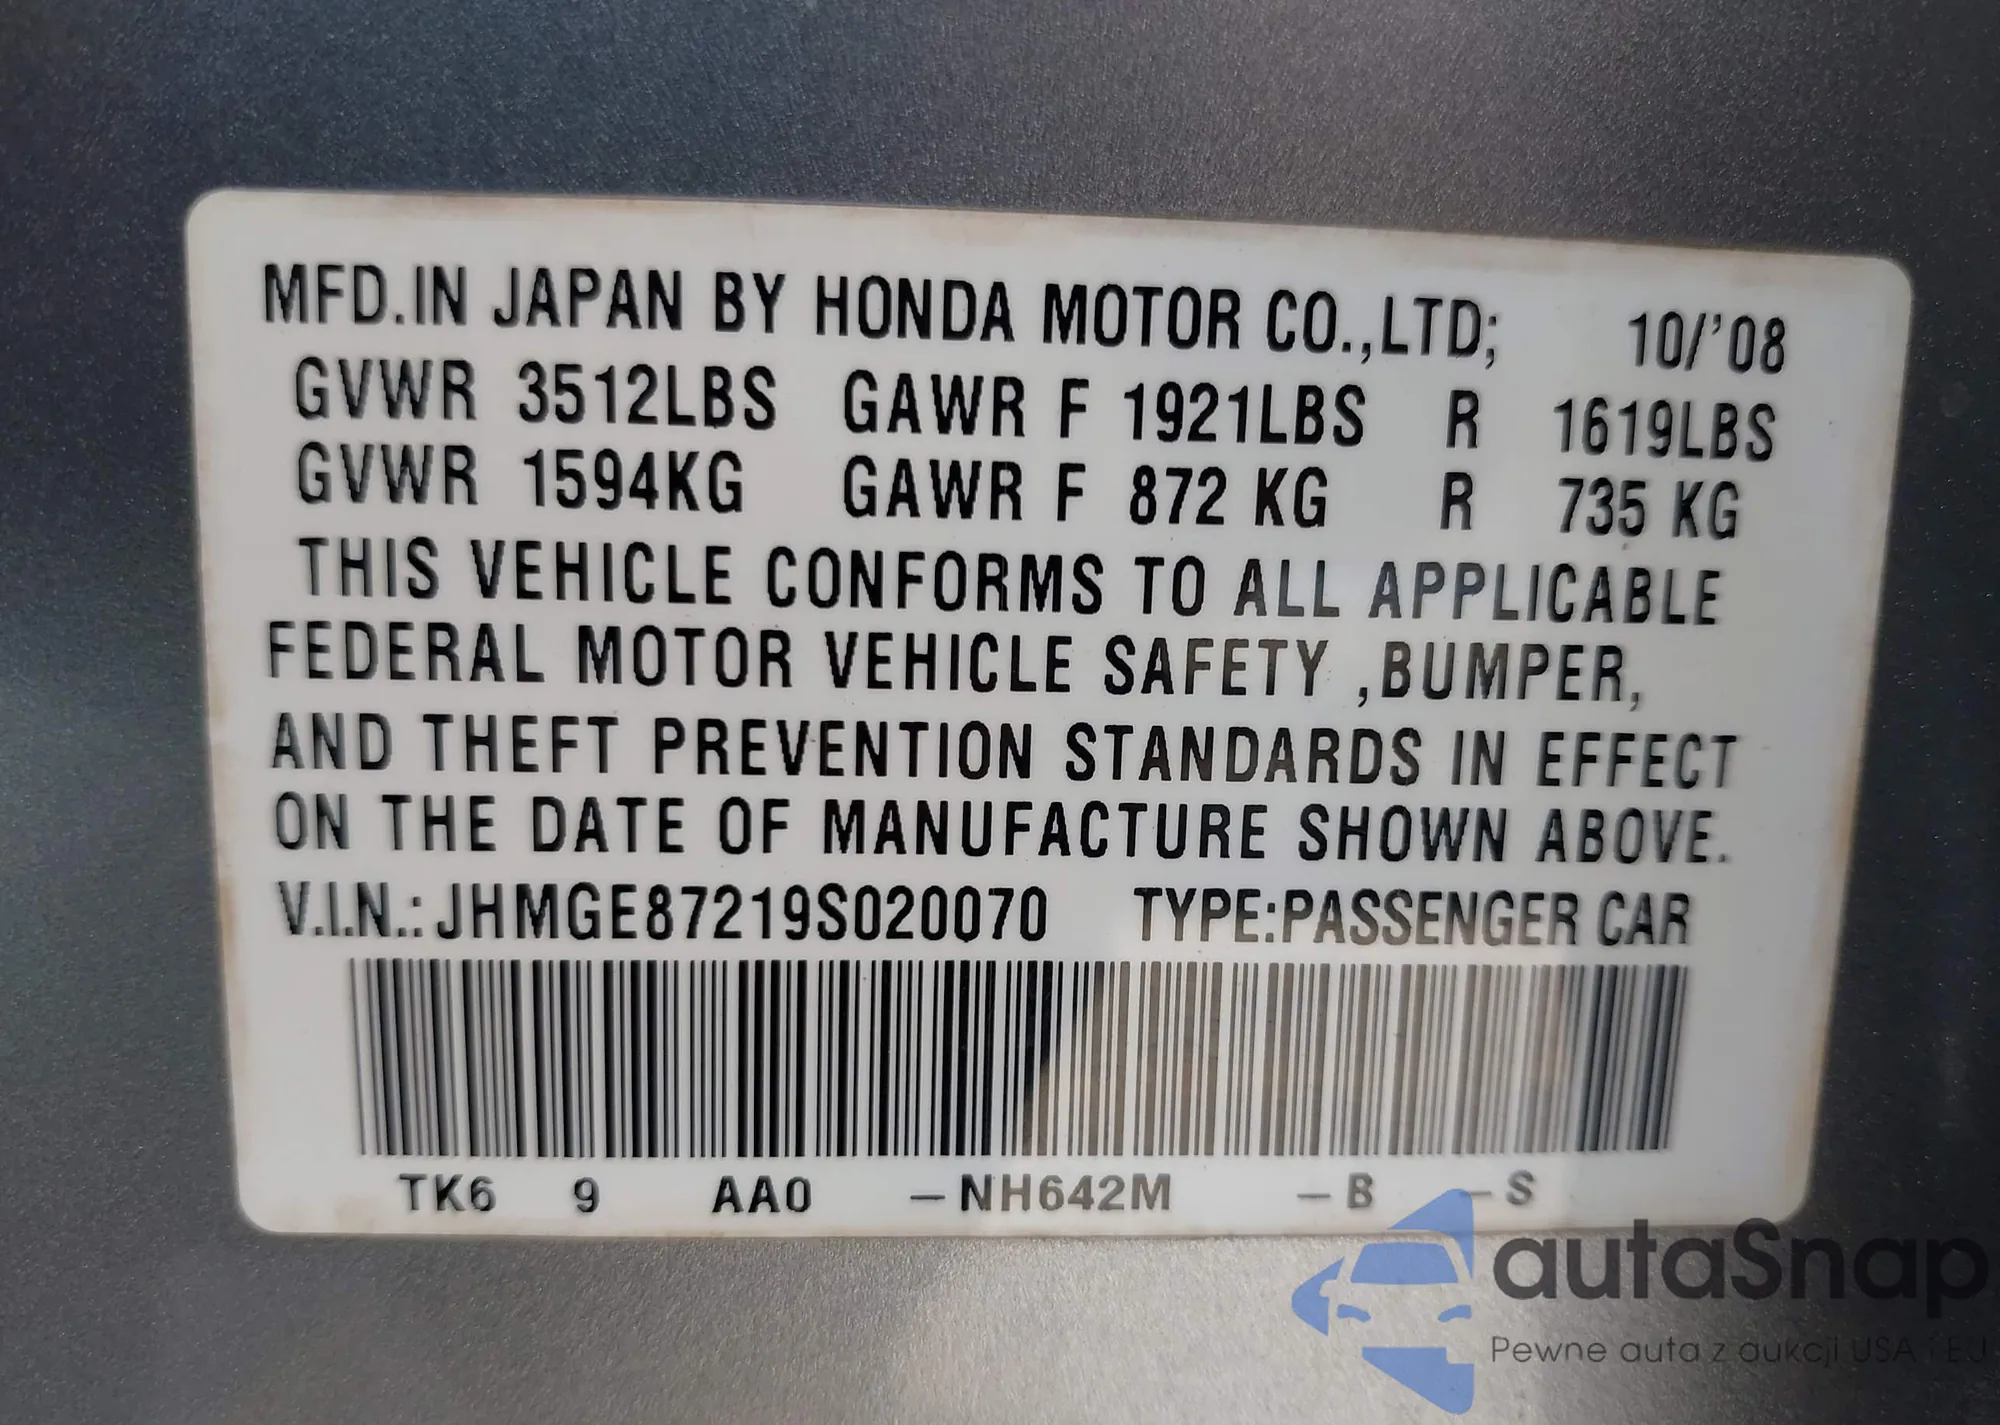 MFD.IN JAPAN BY HONDA MOTOR CO.,LTD; 10/'08
GVWR 3512LBS GAWR F 1921LBS R 1619LBS
GVWR 1594KG GAWR F 872 KG R 735 KG
THIS VEHICLE CONFORMS TO ALL APPLICABLE
FEDERAL MOTOR VEHICLE SAFETY ,BUMPER,
AND THEFT PREVENTION STANDARDS IN EFFECT
ON THE DATE OF MANUFACTURE SHOWN ABOVE.
V.I.N.: JHMGE87219S020070 TYPE:PASSENGER CAR
TK6 9 AA0 –NH642M –B –S
autaSnap
Pewne auta z aukcji USA i EU